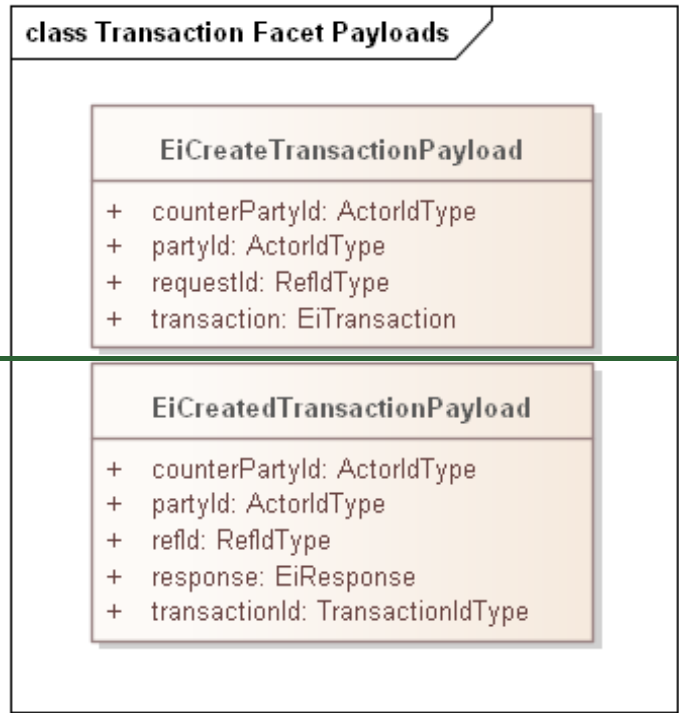 class Transaction Facet Payloads
EiCreateTransactionPayload
+ counterPartyId: ActorIdType
+ partyId: ActorIdType
+ requestId: RefIdType
+ transaction: EiTransaction
EiCreatedTransactionPayload
+ counterPartyId: ActorIdType
+ partyId: ActorIdType
+ refId: RefIdType
+ response: EiResponse
+ transactionId: TransactionIdType